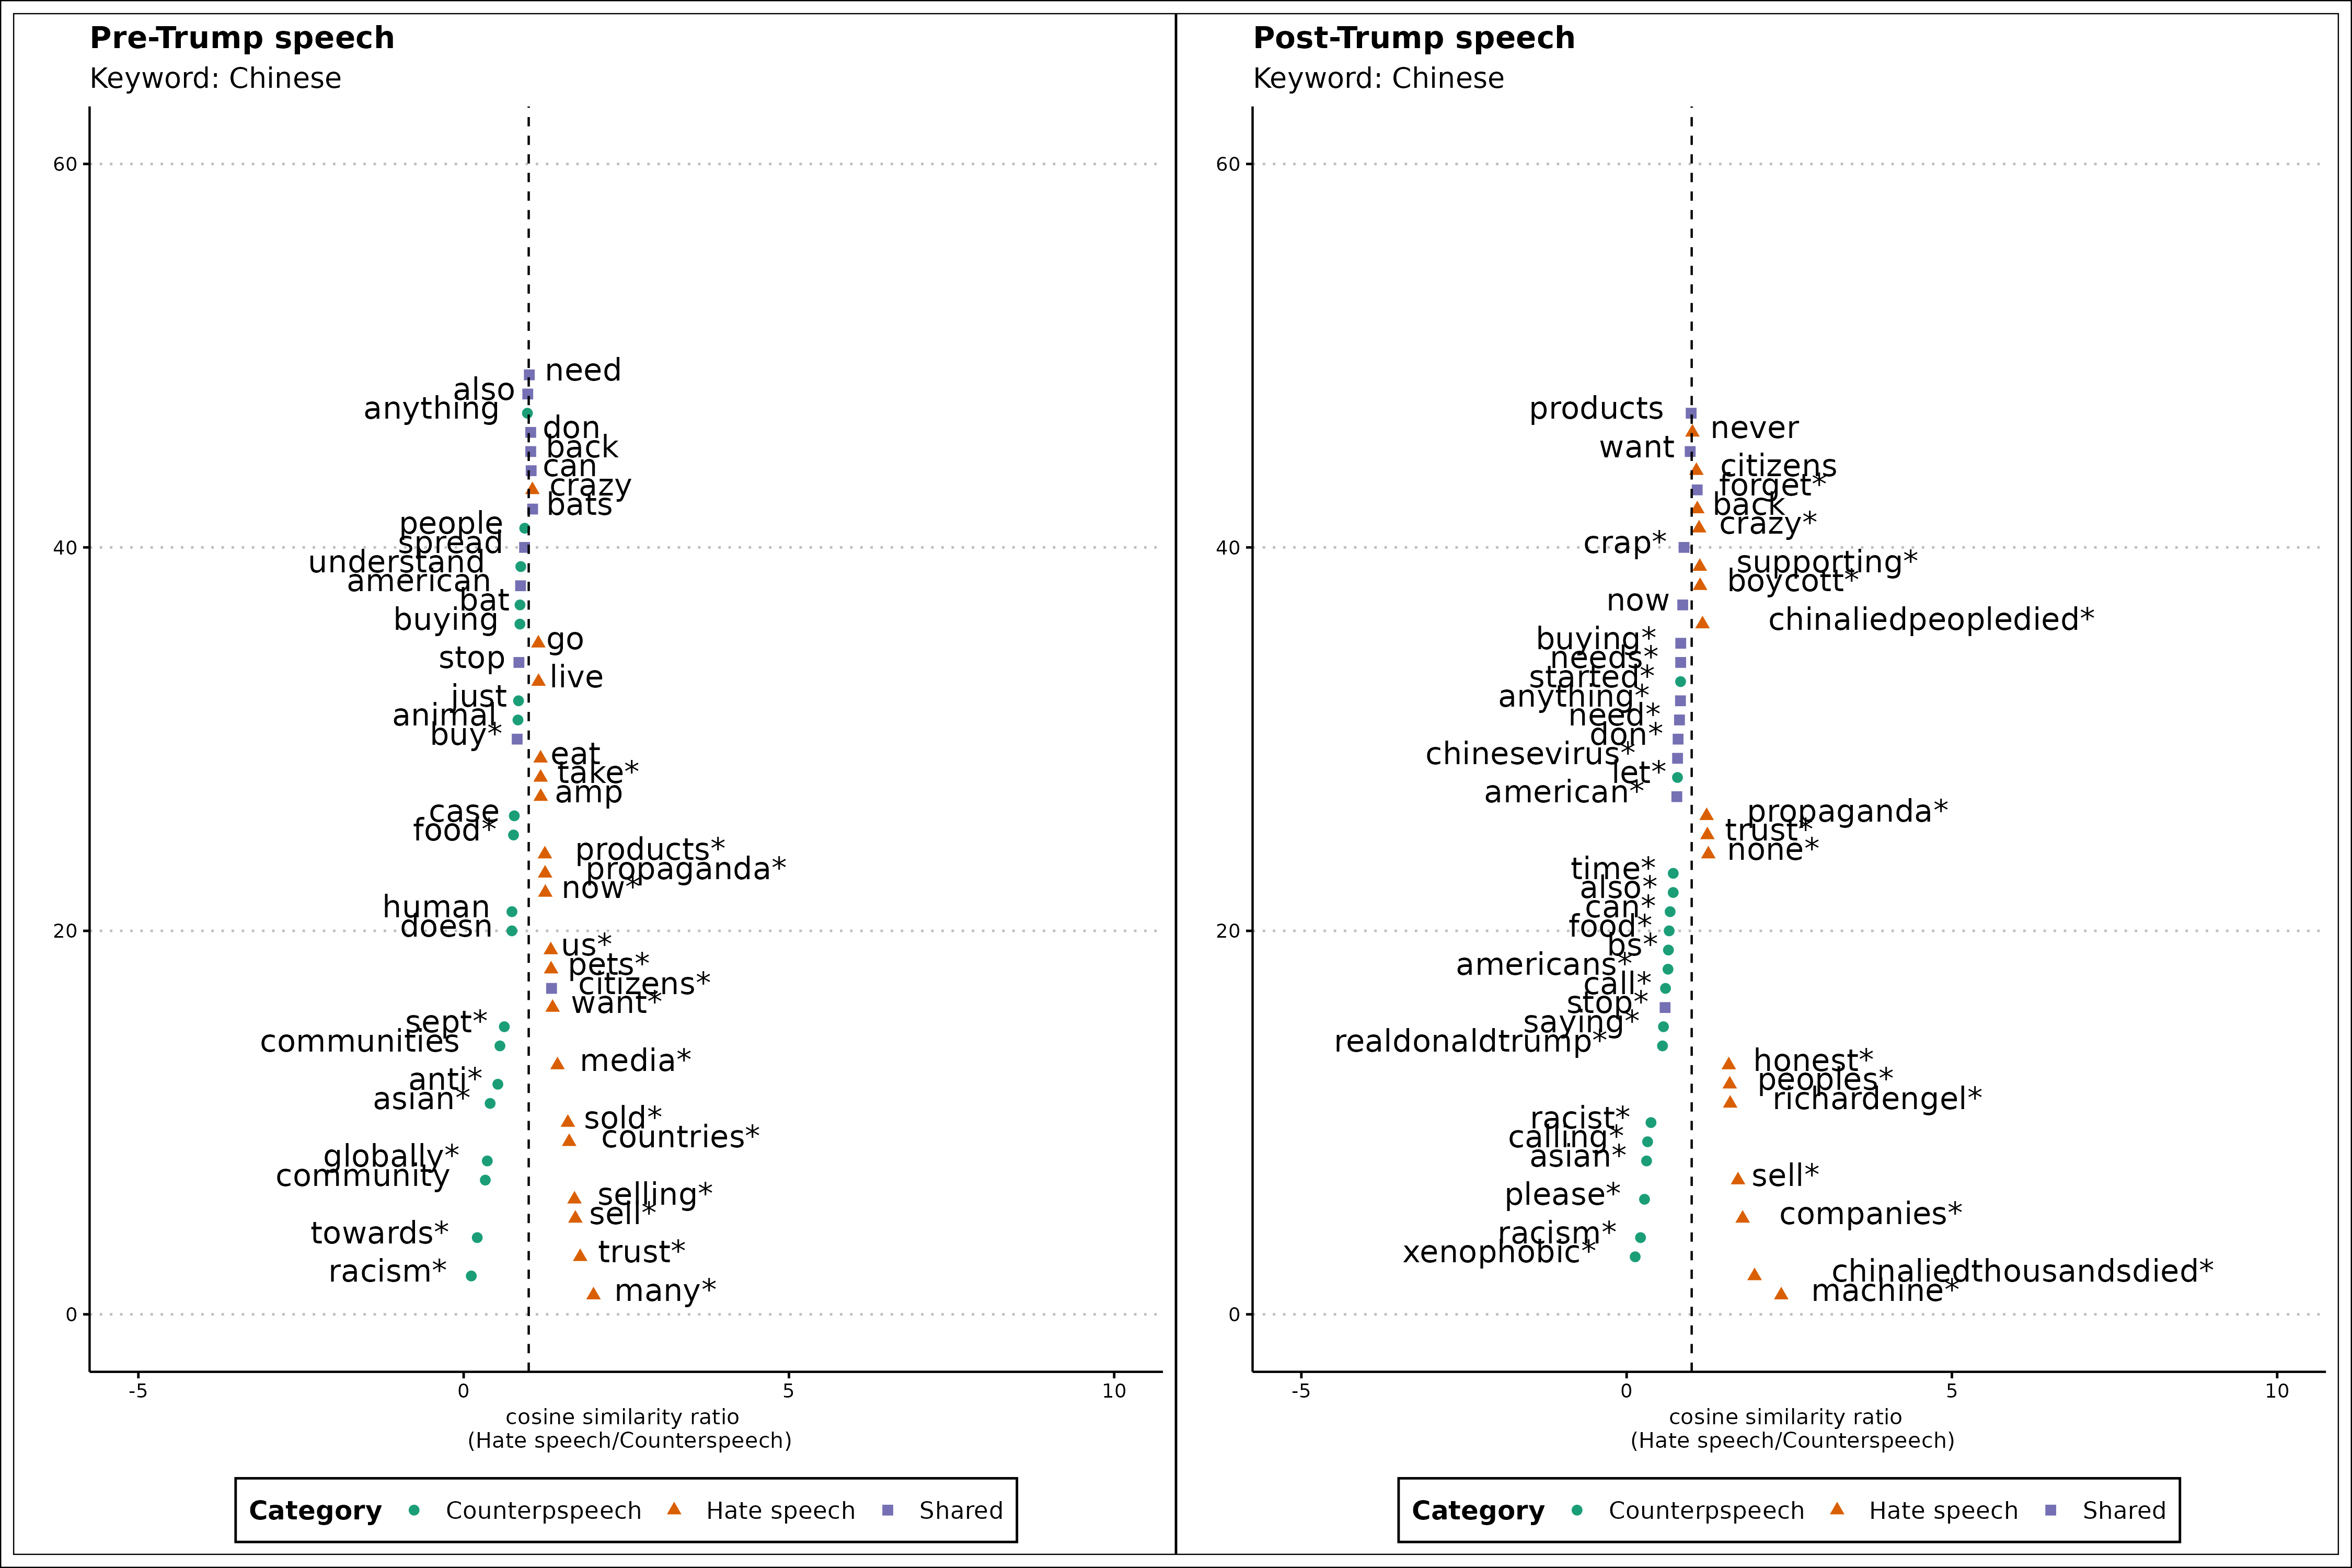 Pre-Trump speech
Keyword: Chinese
60
40
20
0
need
also
anything
don
back
can
crazy
bats
people
spread
understand
american
bat
buying
go
stop
live
just
animal
buy*
eat
take*
amp
case
food*
products*
propaganda*
now*
human
doesn
us*
pets*
citizens*
want*
sept*
communities
media*
anti*
asian*
sold*
countries*
globally*
community
selling*
sell*
towards*
trust*
racism*
many*
-5 0 5 10
cosine similarity ratio
(Hate speech/Counterspeech)
Category Counterpspeech Hate speech Shared
Post-Trump speech
Keyword: Chinese
60
40
20
0
products
never
want
citizens
forget*
back
crazy*
crap*
supporting*
boycott*
now
chinaliedpeopledied*
buying*
needs*
started*
anything*
need*
don*
chinesevirus*
let*
american*
propaganda*
trust*
none*
time*
also*
can*
food*
bs*
americans*
call*
stop*
saying*
realdonaldtrump*
honest*
peoples*
richardengel*
racist*
calling*
asian*
sell*
please*
companies*
racism*
xenophobic*
chinaliedthousandsdied*
machine*
-5 0 5 10
cosine similarity ratio
(Hate speech/Counterspeech)
Category Counterpspeech Hate speech Shared